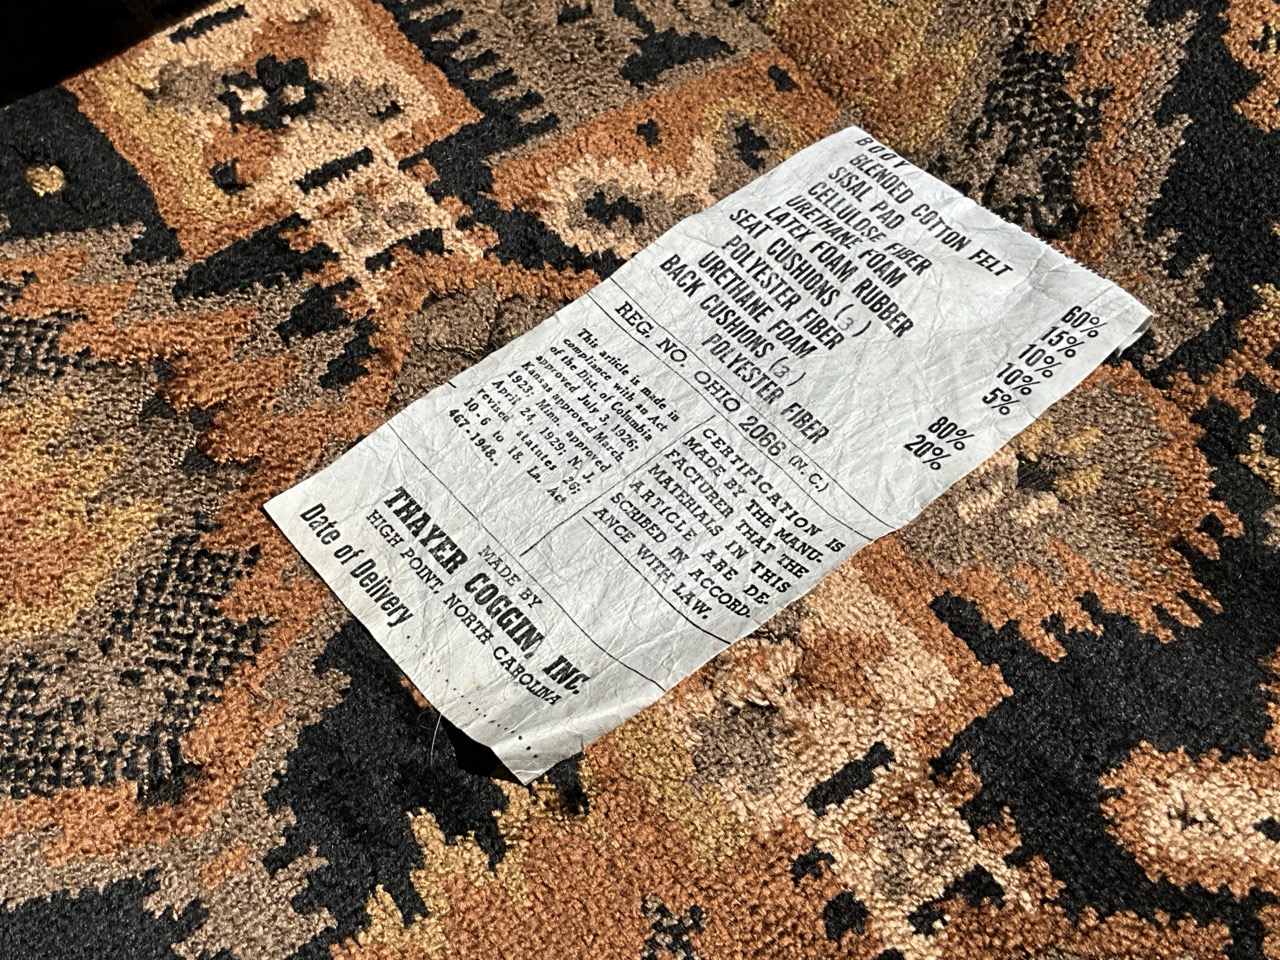 BODY
BLENDED COTTON FELT 60%
SISAL PAD 15%
CELLULOSE FIBER 10%
URETHANE FOAM 10%
LATEX FOAM RUBBER 5%
SEAT CUSHIONS (3)
POLYESTER FIBER 80%
URETHANE FOAM 20%
BACK CUSHIONS (3)
POLYESTER FIBER
REG. NO. OHIO 2066 (N.C.)
This article is made in
compliance with an Act
of the Dist. of Columbia
approved July 3, 1926;
Kansas approved March
1923; Minn. approved
April 24, 1929; N. J.
revised statutes 26;
10-6 to 18. La. Act
467-1948..
CERTIFICATION IS
MADE BY THE MANU-
FACTURER THAT THE
MATERIALS IN THIS
ARTICLE ARE DE-
SCRIBED IN ACCORD-
ANCE WITH LAW.
MADE BY
THAYER COGGIN, INC.
HIGH POINT, NORTH CAROLINA
Date of Delivery